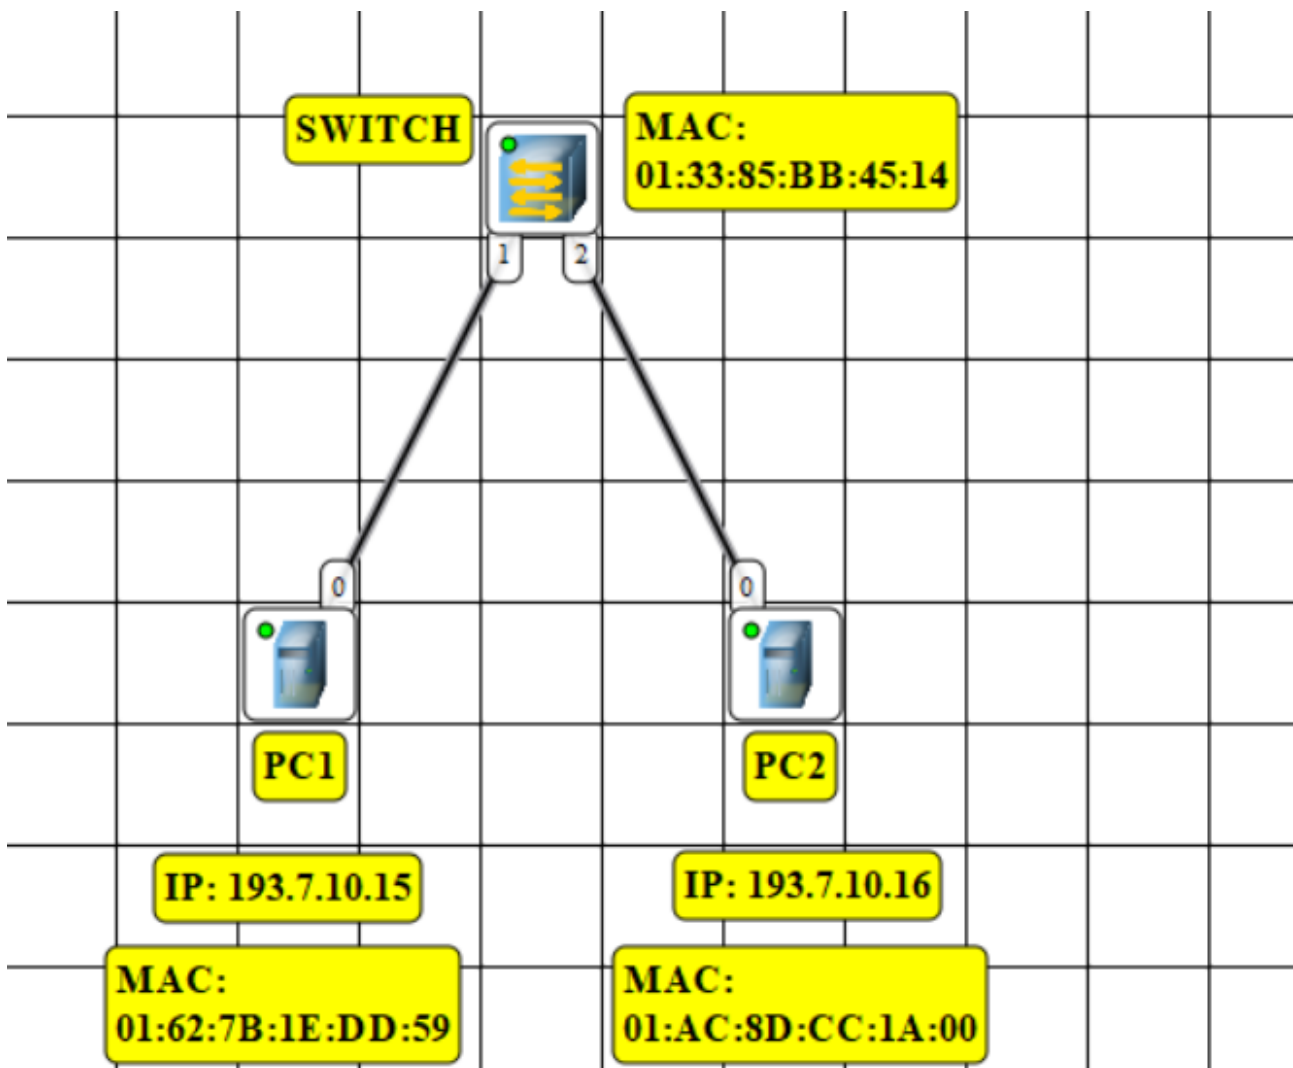 SWITCH
MAC:
01:33:85:BB:45:14
1
2
0
0
PC1
PC2
IP: 193.7.10.15
IP: 193.7.10.16
MAC:
01:62:7B:1E:DD:59
MAC:
01:AC:8D:CC:1A:00